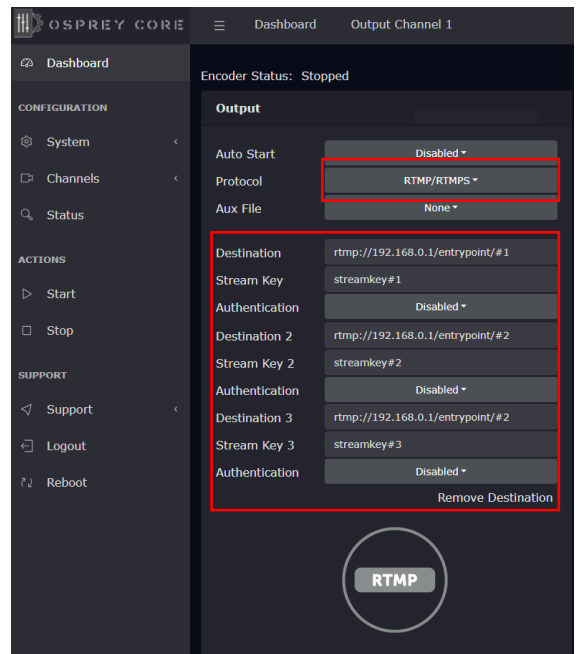 OSPREY CORE
Dashboard Output Channel 1
Dashboard
Encoder Status: Stopped
CONFIGURATION
System
Channels
Status
ACTIONS
Start
Stop
SUPPORT
Support
Logout
Reboot
Output
Auto Start Disabled
Protocol RTMP/RTMPS
Aux File None
Destination rtmp://192.168.0.1/entrypoint/#1
Stream Key streamkey#1
Authentication Disabled
Destination 2 rtmp://192.168.0.1/entrypoint/#2
Stream Key 2 streamkey#2
Authentication Disabled
Destination 3 rtmp://192.168.0.1/entrypoint/#2
Stream Key 3 streamkey#3
Authentication Disabled
Remove Destination
RTMP